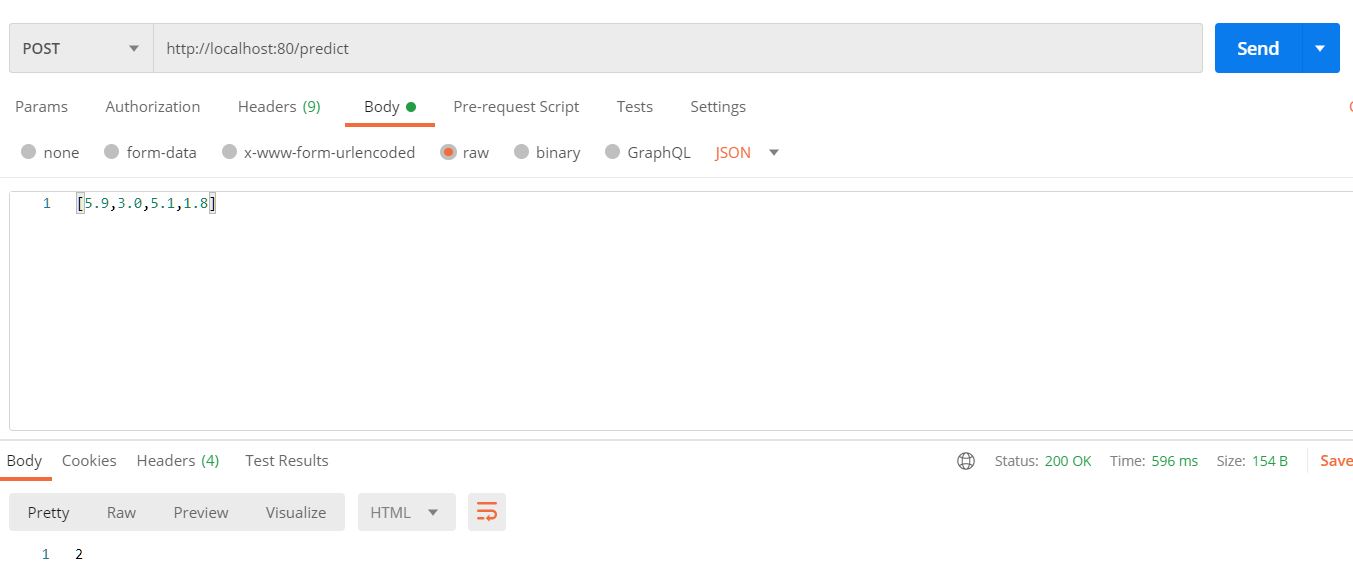 POST http://localhost:80/predict Send
Params Authorization Headers (9) Body Pre-request Script Tests Settings
none form-data x-www-form-urlencoded raw binary GraphQL JSON
1 [5.9,3.0,5.1,1.8]
Body Cookies Headers (4) Test Results Status: 200 OK Time: 596 ms Size: 154 B Save
Pretty Raw Preview Visualize HTML
1 2